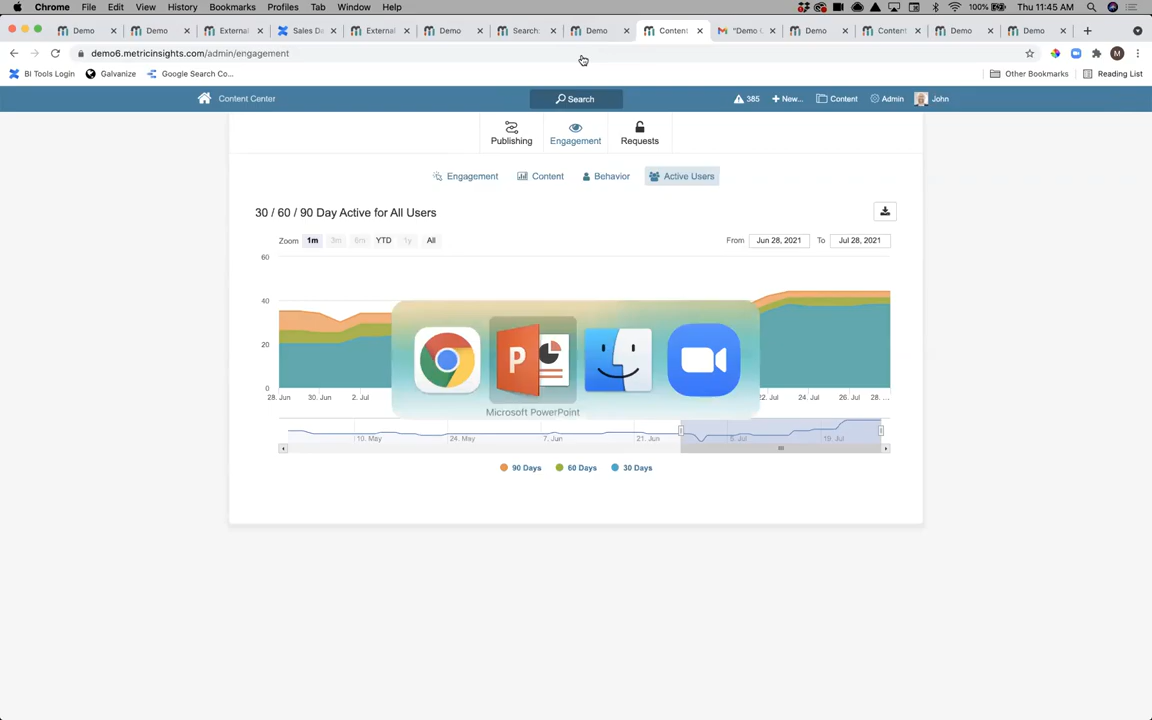 Chrome File Edit View History Bookmarks Profiles Tab Window Help 100% Thu 11:45 AM
Demo Demo External Sales Da External Demo Search: Demo Content "Demo C Demo Content Demo Demo
demo6.metricinsights.com/admin/engagement M
BI Tools Login Galvanize Google Search Co... Other Bookmarks Reading List
Content Center Search 385 New... Content Admin John
Publishing Engagement Requests
Engagement Content Behavior Active Users
30 / 60 / 90 Day Active for All Users
Zoom 1m 3m 6m YTD 1y All From Jun 28, 2021 To Jul 28, 2021
60
40
20
0
P
28. Jun 30. Jun 2. Jul 22. Jul 24. Jul 26. Jul 28. ...
Microsoft PowerPoint
10. May 24. May 7. Jun 21. Jun 5. Jul 19. Jul
90 Days 60 Days 30 Days